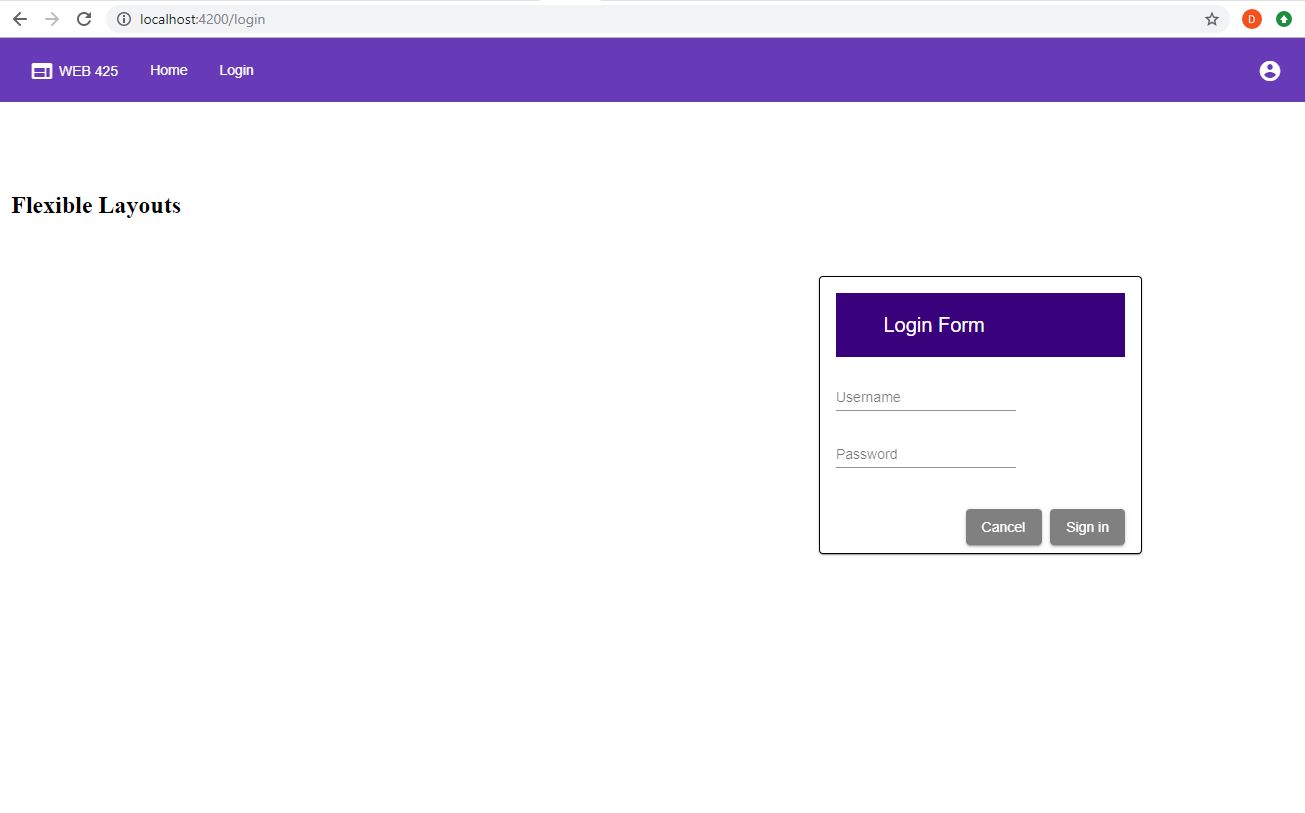 localhost:4200/login
D
WEB 425 Home Login
Flexible Layouts
Login Form
Username
Password
Cancel Sign in